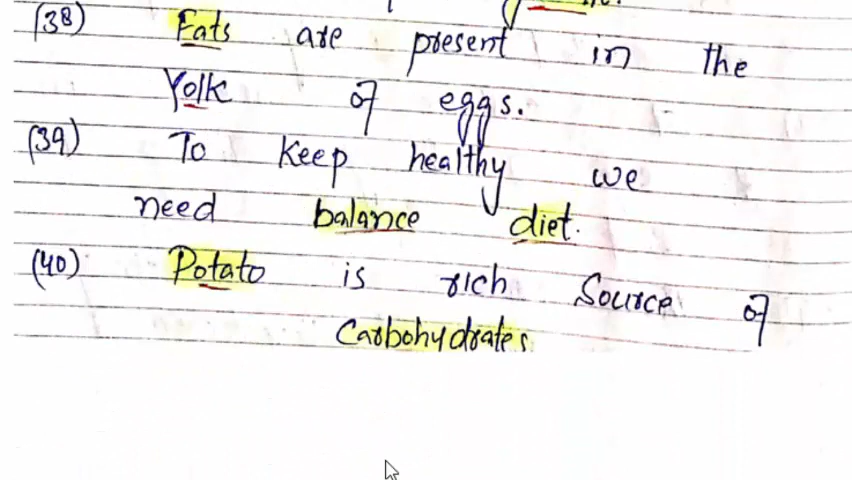 (38) Fats are present in the
Yolk of eggs.
(39) To keep healthy we
need balance diet.
(40) Potato is rich source of
Carbohydrates